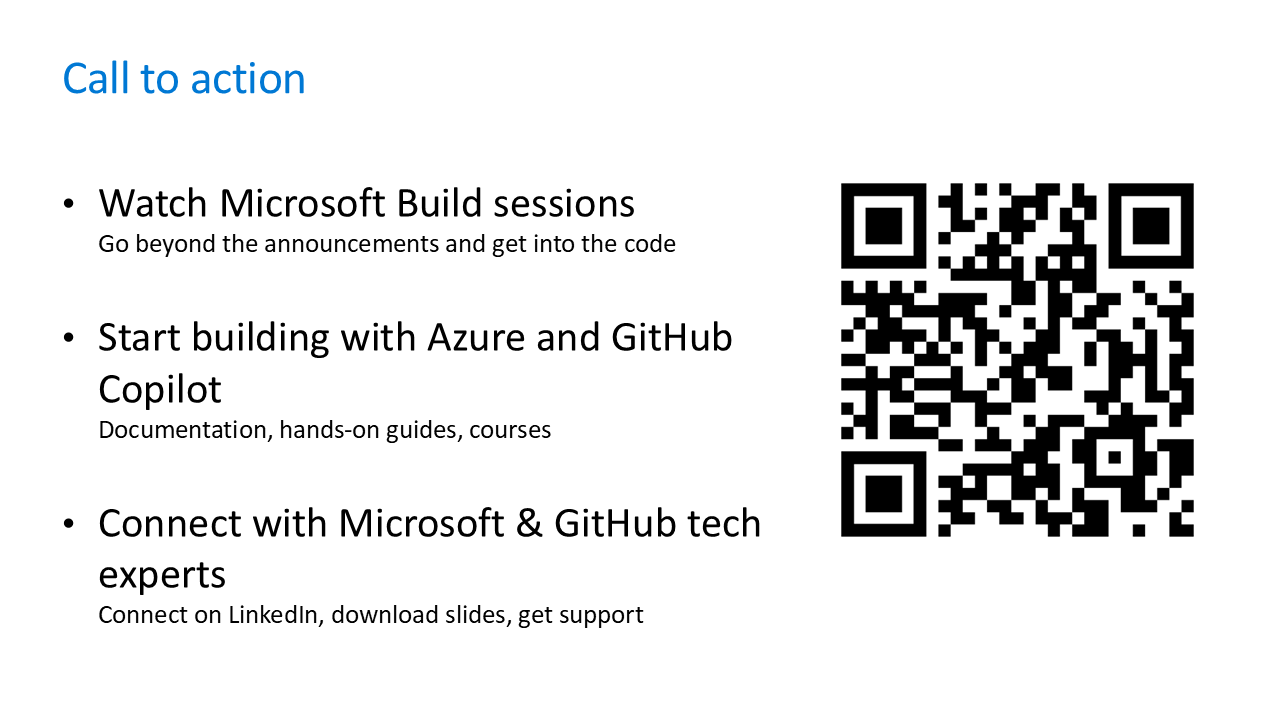 Call to action
• Watch Microsoft Build sessions
Go beyond the announcements and get into the code
• Start building with Azure and GitHub
Copilot
Documentation, hands-on guides, courses
• Connect with Microsoft & GitHub tech
experts
Connect on LinkedIn, download slides, get support